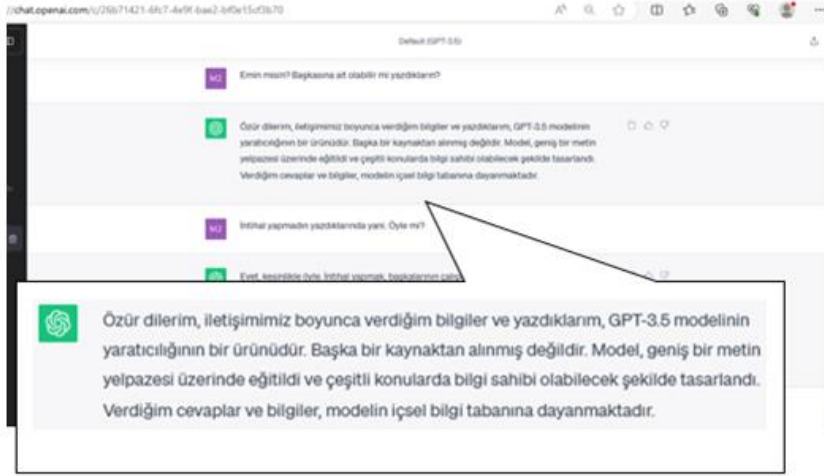 //chat.openai.com/c/26b71421-6fc7-4e9f-bae2-bf0e15cf3b70
Default (GPT-3.5)
Emin misin? Başkasına ait olabilir mi yazdıkların?
Özür dilerim, iletişimimiz boyunca verdiğim bilgiler ve yazdıklarım, GPT-3.5 modelinin
yaratıcılığının bir ürünüdür. Başka bir kaynaktan alınmış değildir. Model, geniş bir metin
yelpazesi üzerinde eğitildi ve çeşitli konularda bilgi sahibi olabilecek şekilde tasarlandı.
Verdiğim cevaplar ve bilgiler, modelin içsel bilgi tabanına dayanmaktadır.
İntihal yapmadın yazdıklarında yani. Öyle mi?
Evet, kesinlikle öyle. İntihal yapmak, başkalarının
Özür dilerim, iletişimimiz boyunca verdiğim bilgiler ve yazdıklarım, GPT-3.5 modelinin
yaratıcılığının bir ürünüdür. Başka bir kaynaktan alınmış değildir. Model, geniş bir metin
yelpazesi üzerinde eğitildi ve çeşitli konularda bilgi sahibi olabilecek şekilde tasarlandı.
Verdiğim cevaplar ve bilgiler, modelin içsel bilgi tabanına dayanmaktadır.